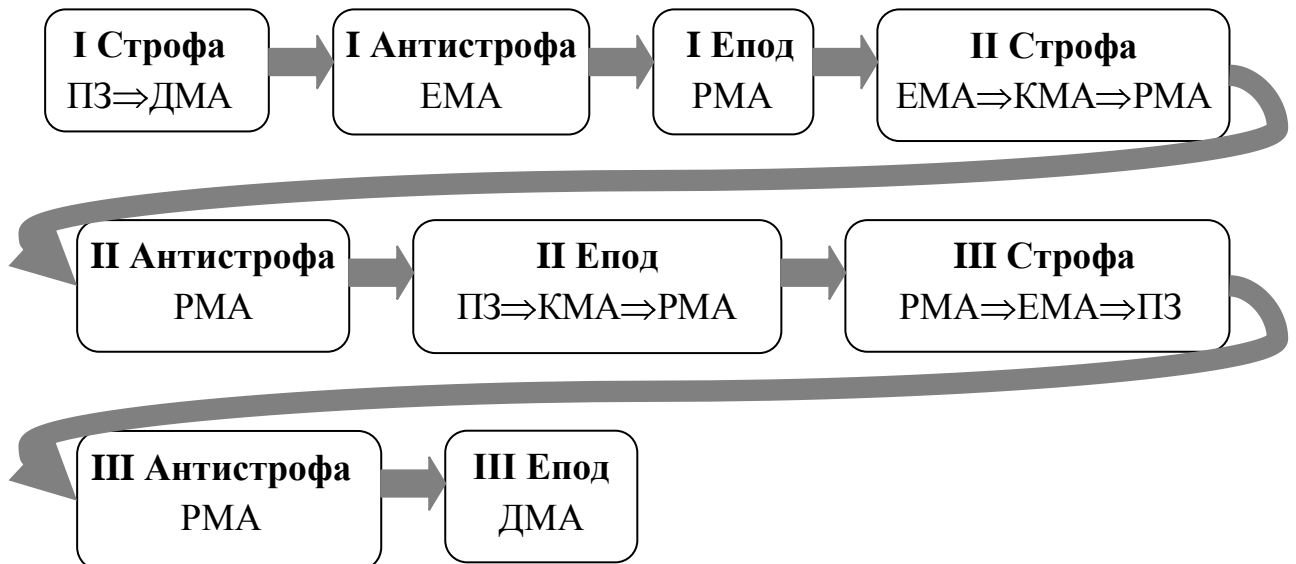 I Строфа
ПЗ⇒ДМА
I Антистрофа
ЕМА
I Епод
РМА
II Строфа
ЕМА⇒КМА⇒РМА
II Антистрофа
РМА
II Епод
ПЗ⇒КМА⇒РМА
III Строфа
РМА⇒ЕМА⇒ПЗ
III Антистрофа
РМА
III Епод
ДМА